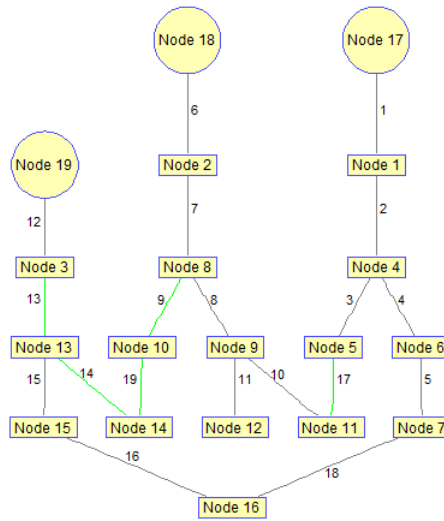 Node 18
Node 17
6
1
Node 19
Node 2
Node 1
12
7
2
Node 3
Node 8
Node 4
13
9
8
3
4
Node 13
Node 10
Node 9
Node 5
Node 6
15
14
19
11
10
17
5
Node 15
Node 14
Node 12
Node 11
Node 7
16
18
Node 16